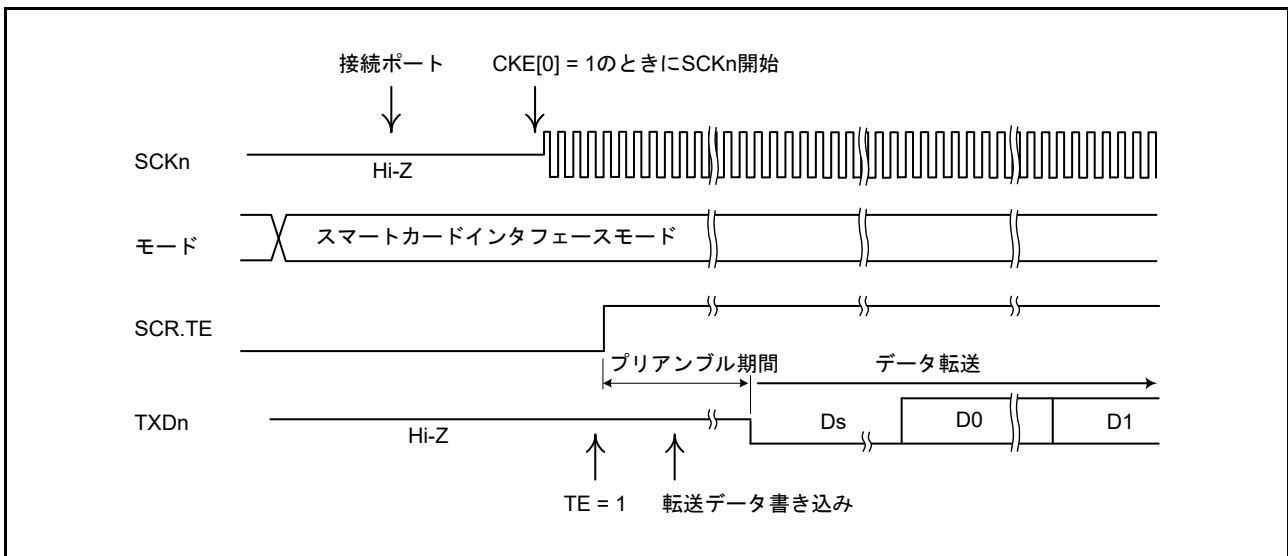 接続ポート
CKE[0] = 1のときにSCKn開始
SCKn
Hi-Z
モード
スマートカードインタフェースモード
SCR.TE
プリアンブル期間
データ転送
TXDn
Hi-Z
Ds
D0
D1
TE = 1
転送データ書き込み